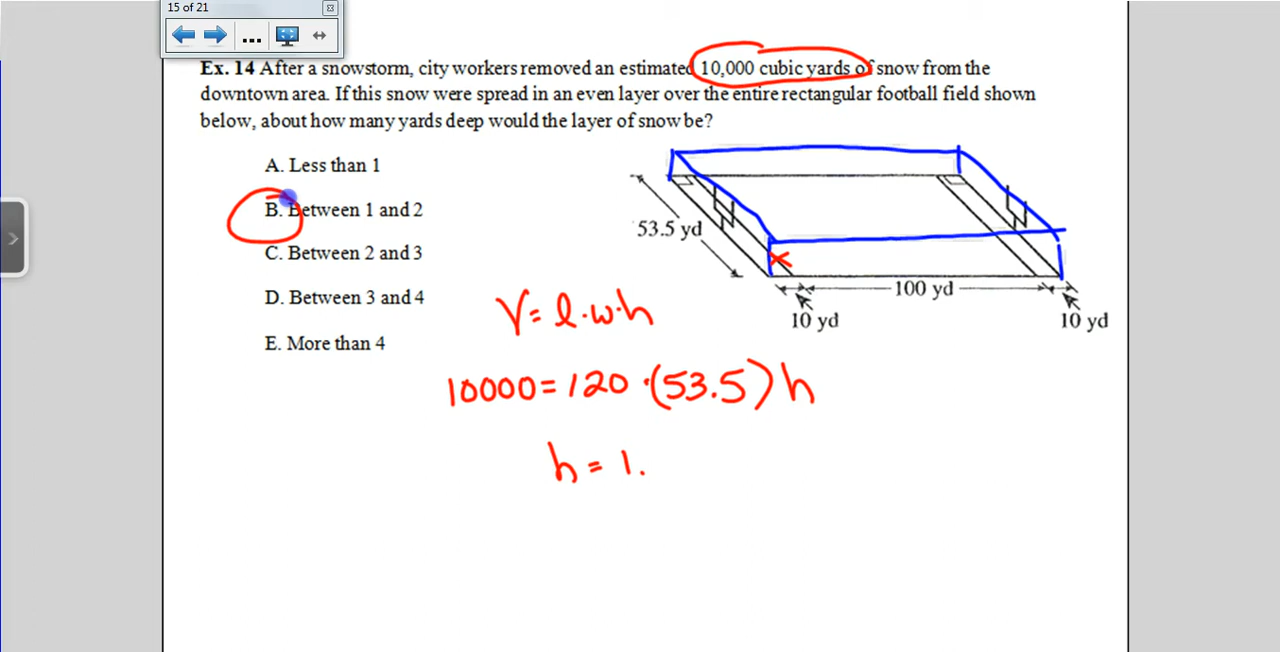 15 of 21
Ex. 14 After a snowstorm, city workers removed an estimated 10,000 cubic yards of snow from the
downtown area. If this snow were spread in an even layer over the entire rectangular football field shown
below, about how many yards deep would the layer of snow be?
A. Less than 1
B. Between 1 and 2
C. Between 2 and 3
D. Between 3 and 4
E. More than 4
53.5 yd
100 yd
10 yd
10 yd
V = l·w·h
10000 = 120 ·(53.5) h
h = 1.